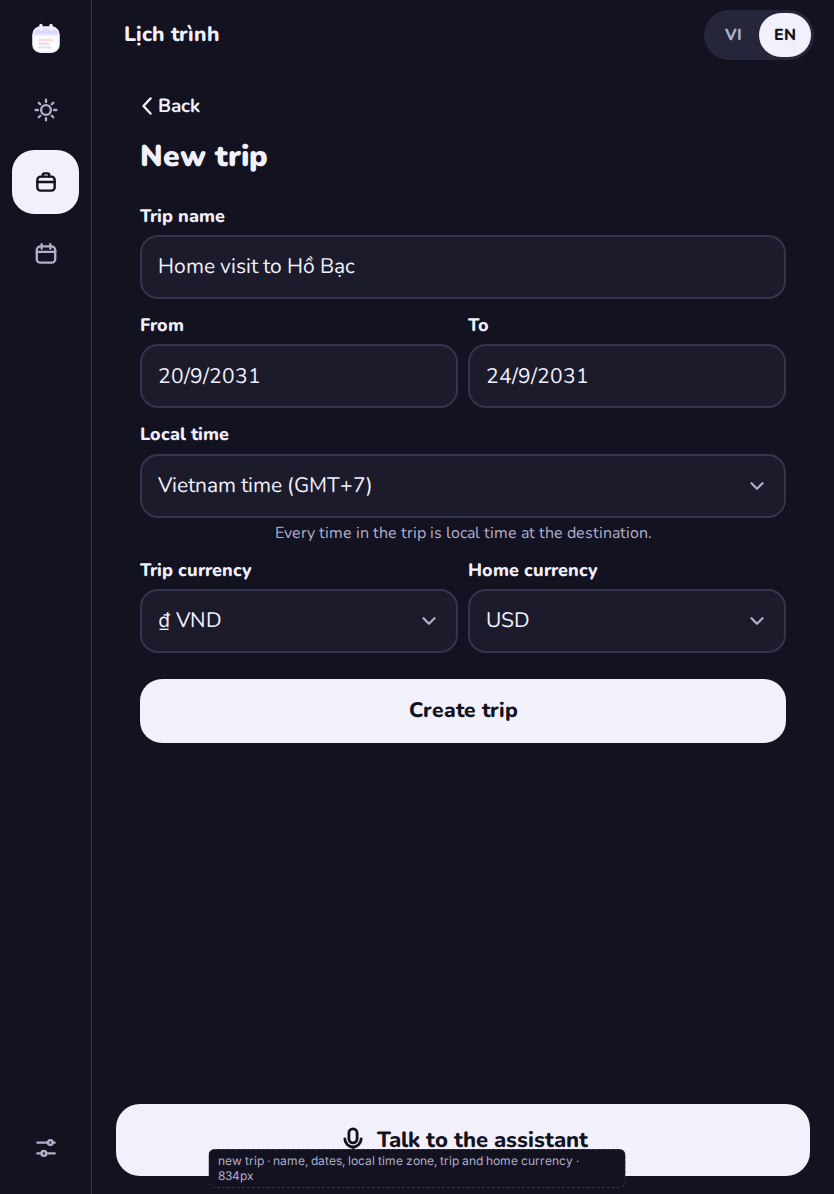 Lịch trình
VI
EN
Back
New trip
Trip name
Home visit to Hồ Bạc
From
To
20/9/2031
24/9/2031
Local time
Vietnam time (GMT+7)
Every time in the trip is local time at the destination.
Trip currency
Home currency
₫ VND
USD
Create trip
Talk to the assistant
new trip · name, dates, local time zone, trip and home currency ·
834px